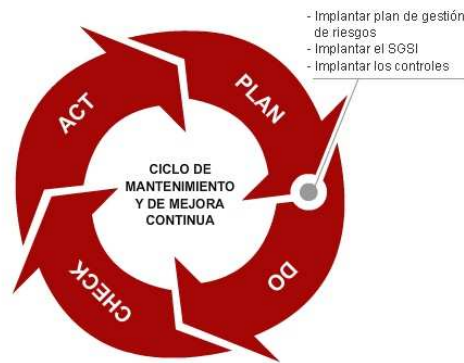 - Implantar plan de gestión
de riesgos
- Implantar el SGSI
- Implantar los controles
ACT
PLAN
CICLO DE
MANTENIMIENTO
Y DE MEJORA
CONTINUA
CHECK
DO